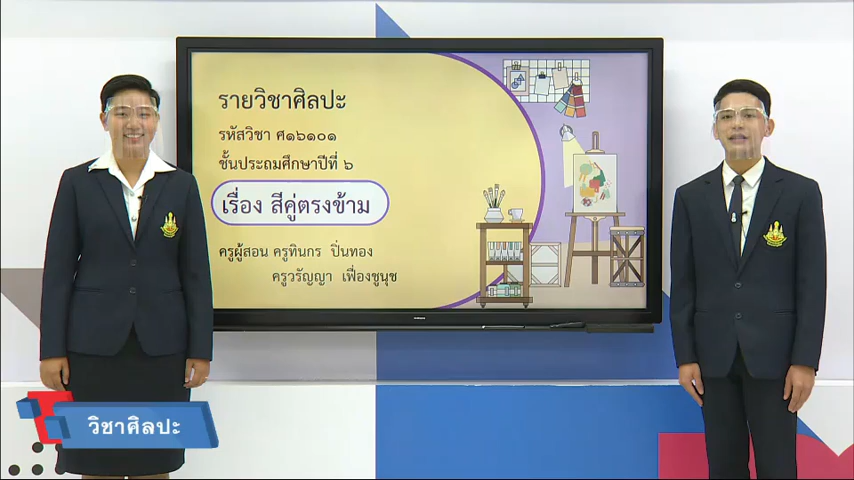 รายวิชาศิลปะ
รหัสวิชา ศ๑๖๑๐๑
ชั้นประถมศึกษาปีที่ ๖
เรื่อง สีคู่ตรงข้าม
ครูผู้สอน ครูทินกร ปิ่นทอง
ครูวรัญญา เฟื่องชูนุช
วิชาศิลปะ